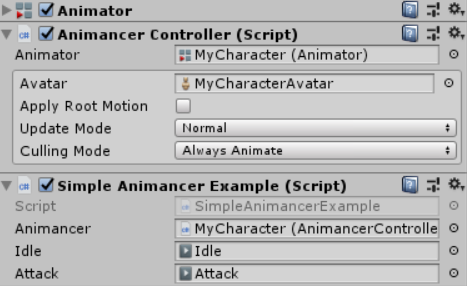 Animator
Animancer Controller (Script)
Animator MyCharacter (Animator)
Avatar MyCharacterAvatar
Apply Root Motion
Update Mode Normal
Culling Mode Always Animate
Simple Animancer Example (Script)
Script SimpleAnimancerExample
Animancer MyCharacter (AnimancerControlle
Idle Idle
Attack Attack